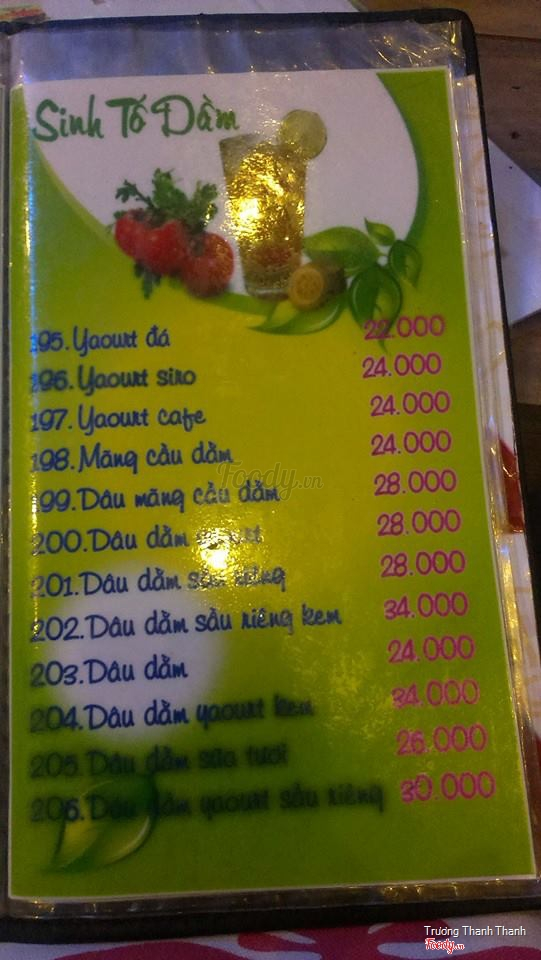 Sinh Tố Dầm
195. Yaourt đá 22.000
196. Yaourt siro 24.000
197. Yaourt cafe 24.000
198. Mãng cầu dầm 24.000
199. Dâu mãng cầu dầm 28.000
200. Dâu dầm 28.000
201. Dâu dầm sầu riêng 28.000
202. Dâu dầm sầu riêng kem 34.000
203. Dâu dầm 24.000
204. Dâu dầm yaourt kem 34.000
205. Dâu dầm sữa tươi 26.000
206. Dâu dầm yaourt sầu riêng 30.000
Foody.vn
Trương Thanh Thanh
Foody.vn